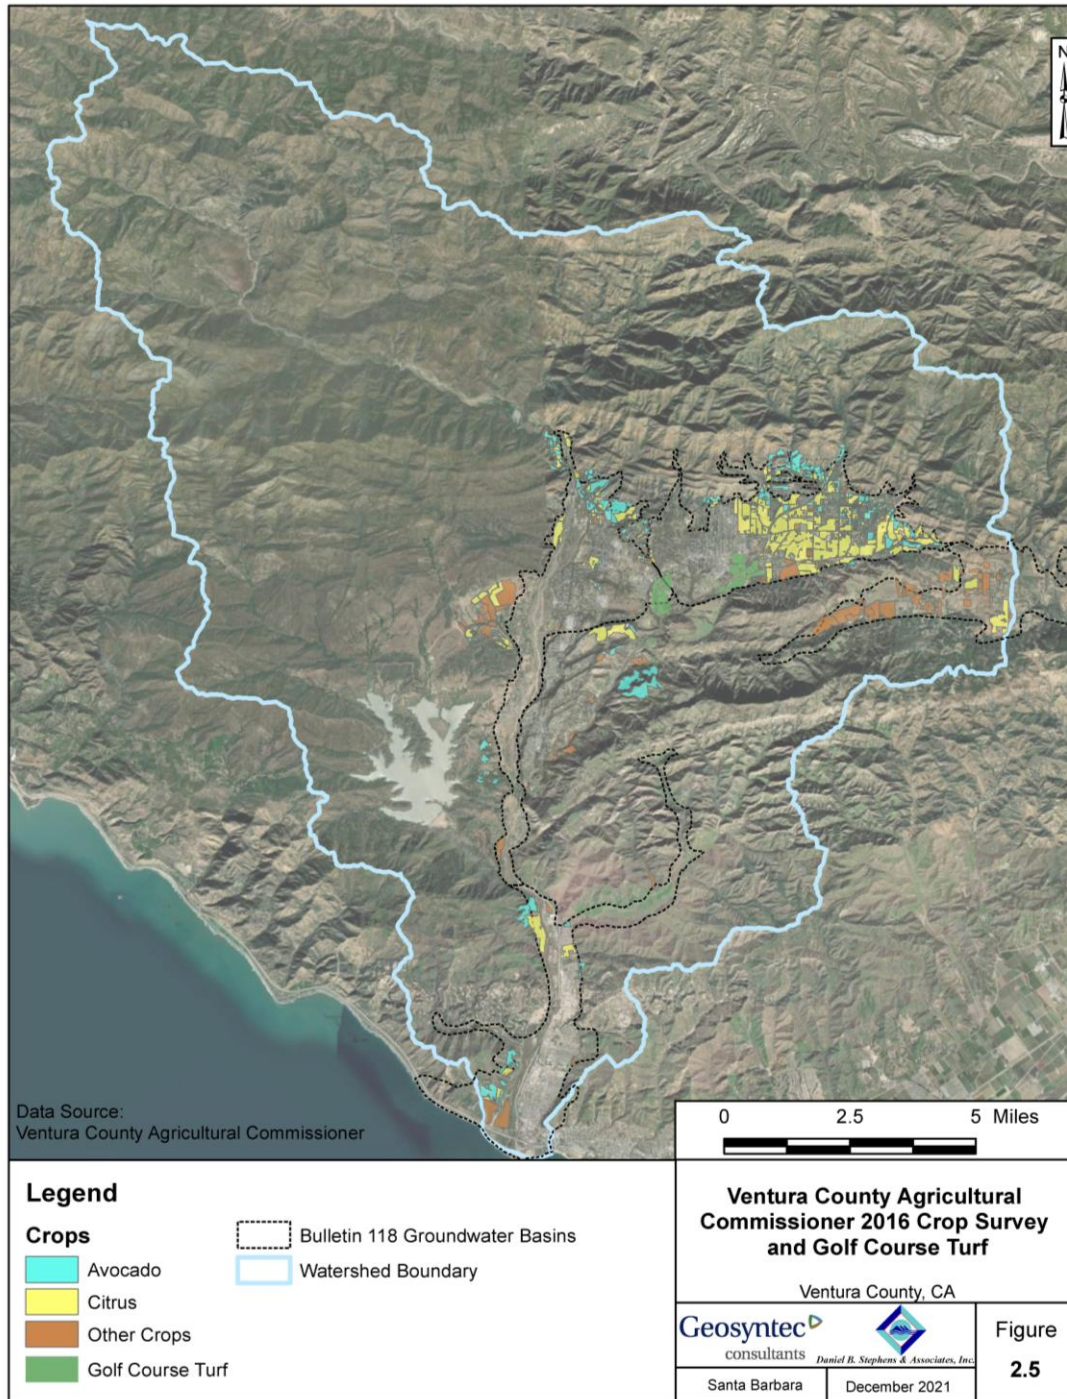 N
Data Source:
Ventura County Agricultural Commissioner
0 2.5 5 Miles
Legend
Crops
Avocado
Citrus
Other Crops
Golf Course Turf
Bulletin 118 Groundwater Basins
Watershed Boundary
Ventura County Agricultural
Commissioner 2016 Crop Survey
and Golf Course Turf
Ventura County, CA
Geosyntec
consultants
Daniel B. Stephens & Associates, Inc.
Santa Barbara
December 2021
Figure
2.5